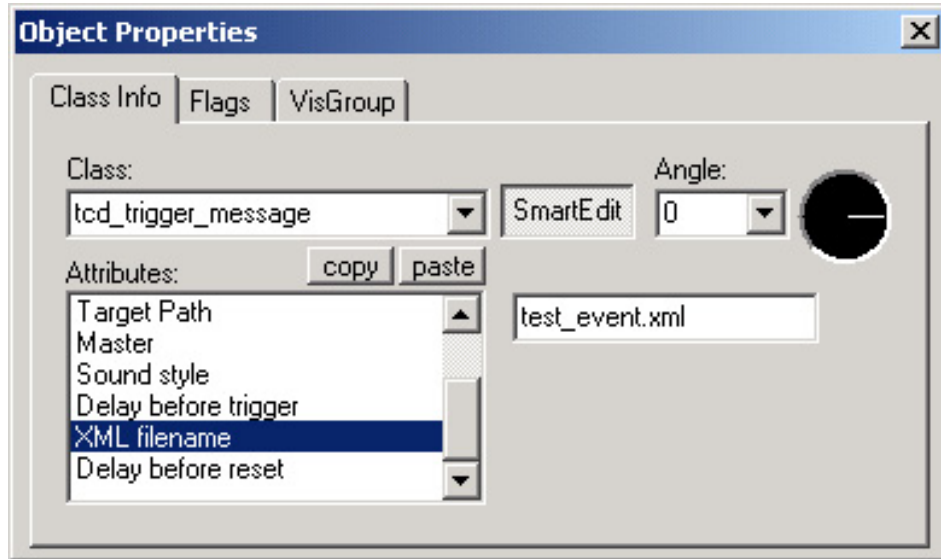 Object Properties
Class Info Flags VisGroup
Class: Angle:
tcd_trigger_message SmartEdit 0
Attributes: copy paste
Target Path test_event.xml
Master
Sound style
Delay before trigger
XML filename
Delay before reset